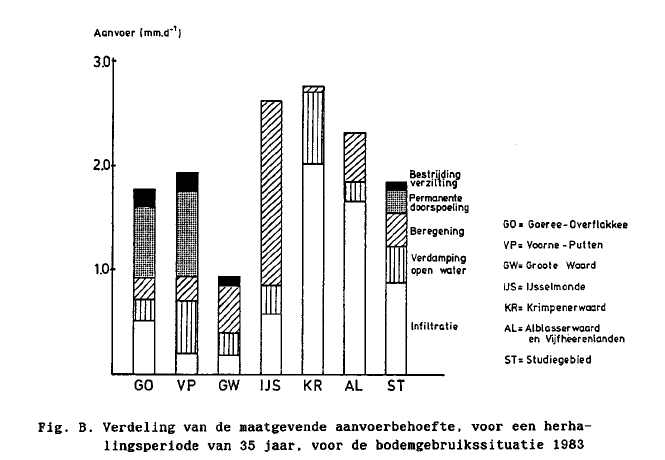 Aanvoer (mm.d⁻¹)
3.0
2.0
1.0
Bestrijding
verzilting
Permanente
doorspoeling
Beregening
Verdamping
open water
Infiltratie
GO VP GW IJS KR AL ST
GO= Goeree-Overflakkee
VP= Voorne-Putten
GW= Groote Waard
IJS= IJsselmonde
KR= Krimpenerwaard
AL= Alblasserwaard
en Vijfheerenlanden
ST= Studiegebied
Fig. B. Verdeling van de maatgevende aanvoerbehoefte, voor een herha-
lingsperiode van 35 jaar, voor de bodemgebruikssituatie 1983